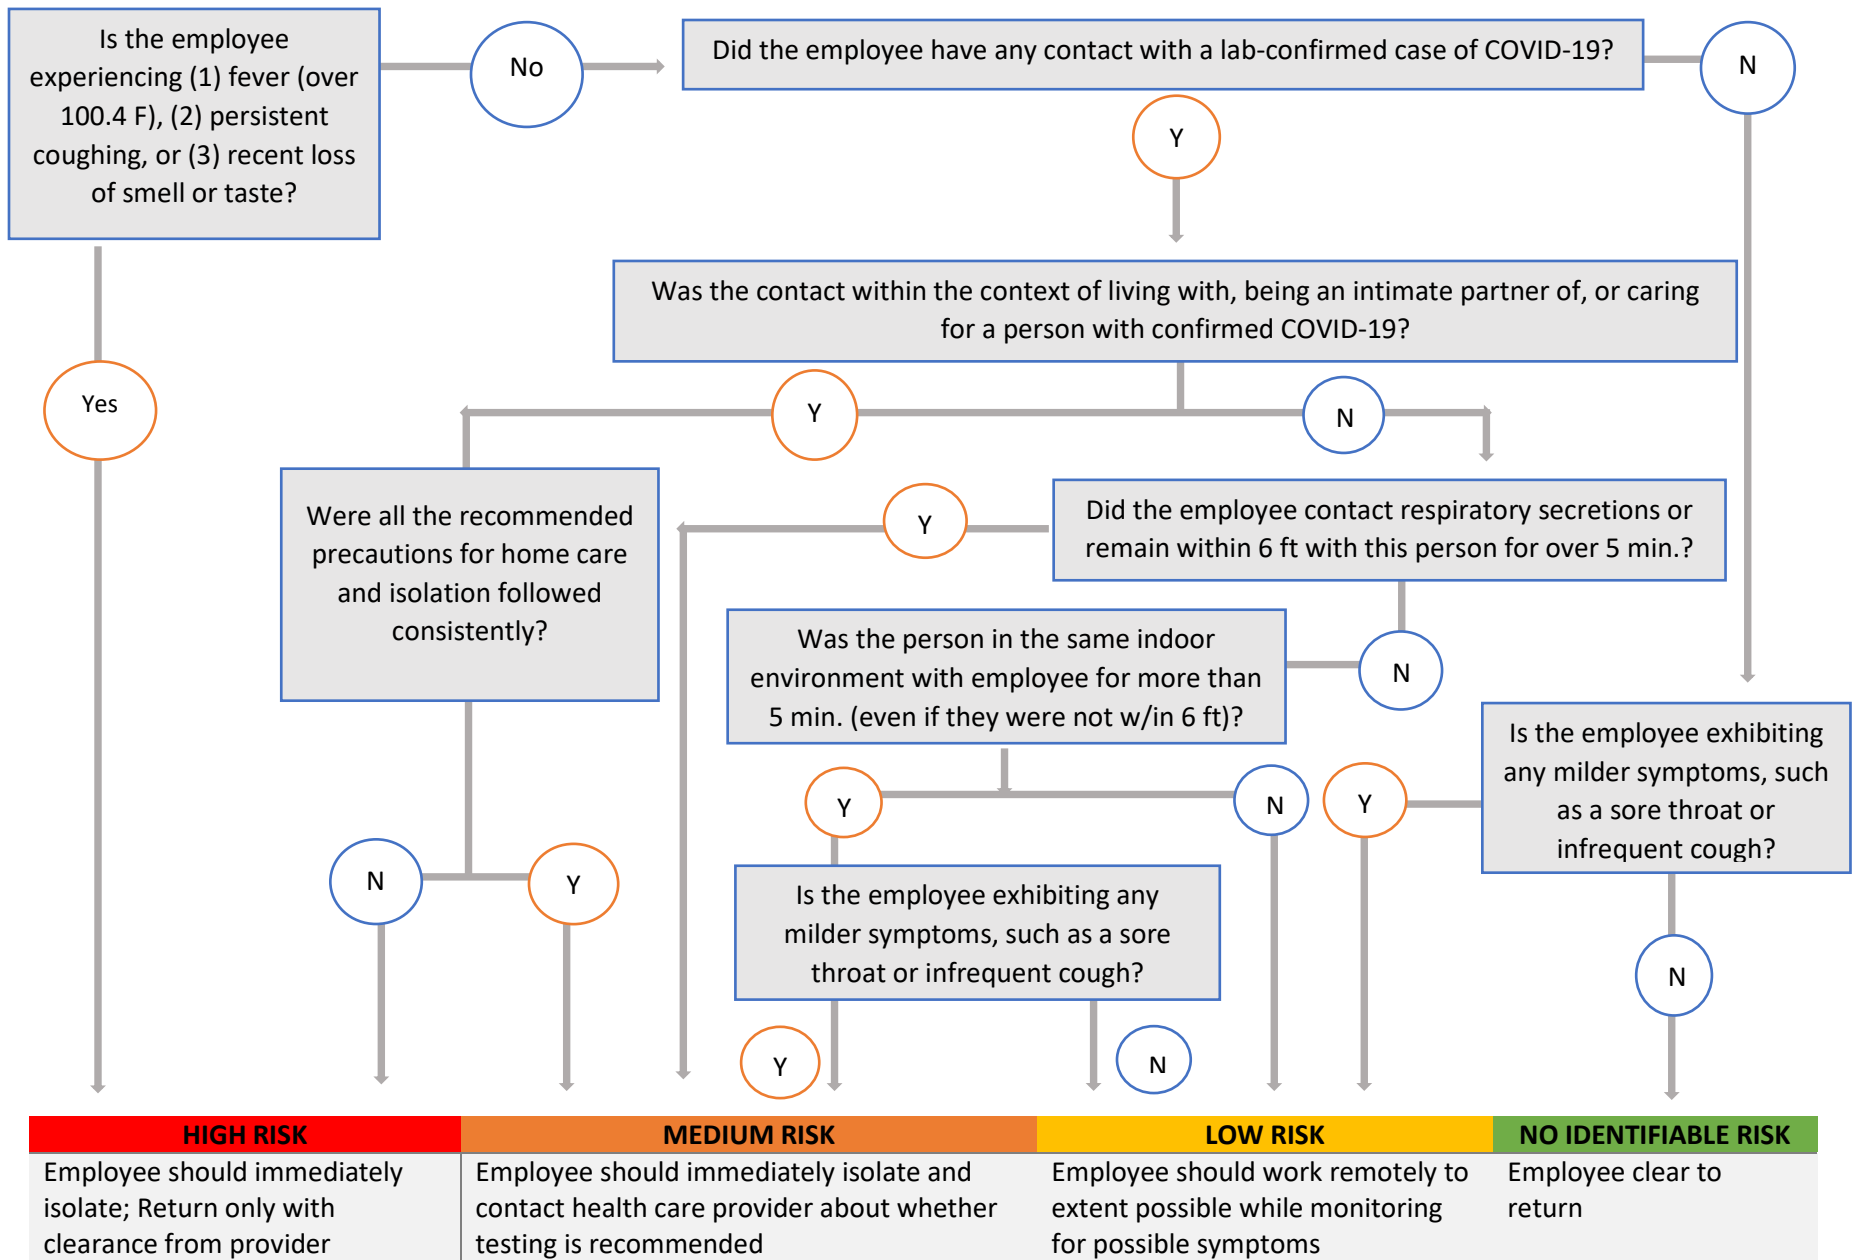 Is the employee
experiencing (1) fever (over
100.4 F), (2) persistent
coughing, or (3) recent loss
of smell or taste?
No
Did the employee have any contact with a lab-confirmed case of COVID-19?
N
Y
Was the contact within the context of living with, being an intimate partner of, or caring
for a person with confirmed COVID-19?
Yes
Y
N
Were all the recommended
precautions for home care
and isolation followed
consistently?
Y
Did the employee contact respiratory secretions or
remain within 6 ft with this person for over 5 min.?
Was the person in the same indoor
environment with employee for more than
5 min. (even if they were not w/in 6 ft)?
N
Is the employee exhibiting
any milder symptoms, such
as a sore throat or
infrequent cough?
Y
N
Y
N
Y
Is the employee exhibiting any
milder symptoms, such as a sore
throat or infrequent cough?
N
Y
N
HIGH RISK
MEDIUM RISK
LOW RISK
NO IDENTIFIABLE RISK
Employee should immediately
isolate; Return only with
clearance from provider
Employee should immediately isolate and
contact health care provider about whether
testing is recommended
Employee should work remotely to
extent possible while monitoring
for possible symptoms
Employee clear to
return